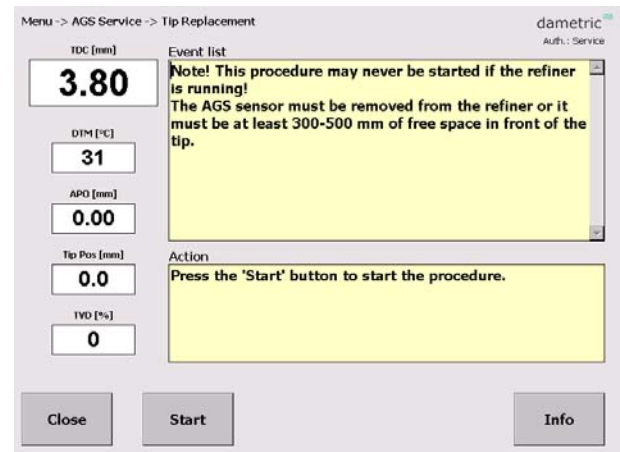 Menu -> AGS Service -> Tip Replacement
dametric
Auth.: Service
TDC [mm]
3.80
DTM [°C]
31
APO [mm]
0.00
Tip Pos [mm]
0.0
TVD [%]
0
Event list
Note! This procedure may never be started if the refiner
is running!
The AGS sensor must be removed from the refiner or it
must be at least 300-500 mm of free space in front of the
tip.
Action
Press the 'Start' button to start the procedure.
Close
Start
Info